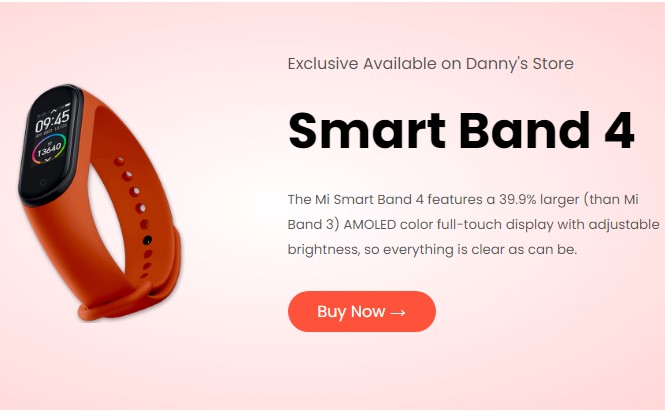 Exclusive Available on Danny's Store
Smart Band 4
The Mi Smart Band 4 features a 39.9% larger (than Mi
Band 3) AMOLED color full-touch display with adjustable
brightness, so everything is clear as can be.
Buy Now →
09:45
13640